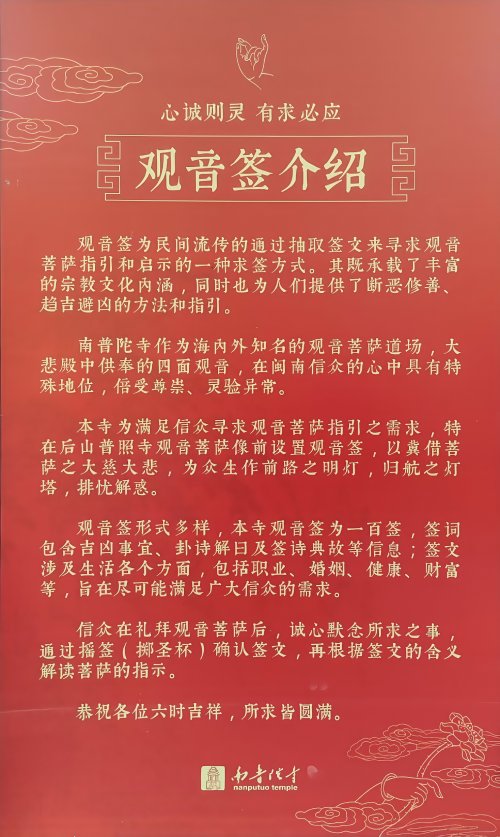 心诚则灵 有求必应
观音签介绍
观音签为民间流传的通过抽取签文来寻求观音
菩萨指引和启示的一种求签方式。其既承载了丰富
的宗教文化内涵，同时也为人们提供了断恶修善、
趋吉避凶的方法和指引。
南普陀寺作为海内外知名的观音菩萨道场，大
悲殿中供奉的四面观音，在闽南信众的心中具有特
殊地位，倍受尊崇、灵验异常。
本寺为满足信众寻求观音菩萨指引之需求，特
在后山普照寺观音菩萨像前设置观音签，以冀借菩
萨之大慈大悲，为众生作前路之明灯，归航之灯
塔，排忧解惑。
观音签形式多样，本寺观音签为一百签，签词
包含吉凶事宜、卦诗解曰及签诗典故等信息；签文
涉及生活各个方面，包括职业、婚姻、健康、财富
等，旨在尽可能满足广大信众的需求。
信众在礼拜观音菩萨后，诚心默念所求之事，
通过摇签（掷圣杯）确认签文，再根据签文的含义
解读菩萨的指示。
恭祝各位六时吉祥，所求皆圆满。
南普陀寺
nanputuo temple